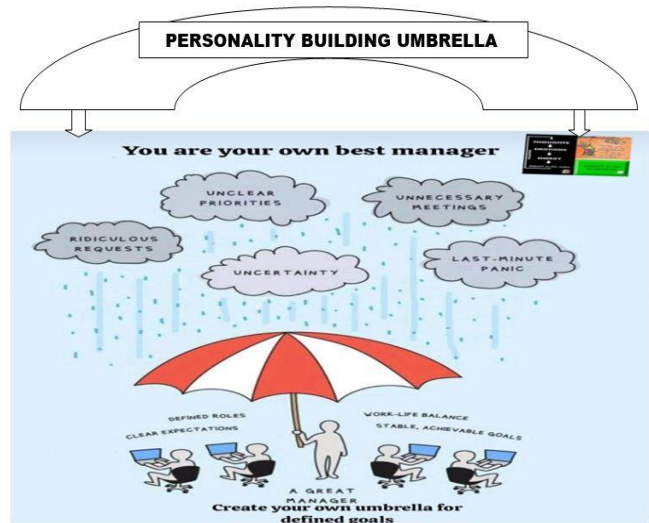 PERSONALITY BUILDING UMBRELLA
You are your own best manager
UNCLEAR
PRIORITIES
UNNECESSARY
MEETINGS
RIDICULOUS
REQUESTS
UNCERTAINTY
LAST-MINUTE
PANIC
DEFINED ROLES
WORK-LIFE BALANCE
CLEAR EXPECTATIONS
STABLE, ACHIEVABLE GOALS
A GREAT
MANAGER
Create your own umbrella for
defined goals